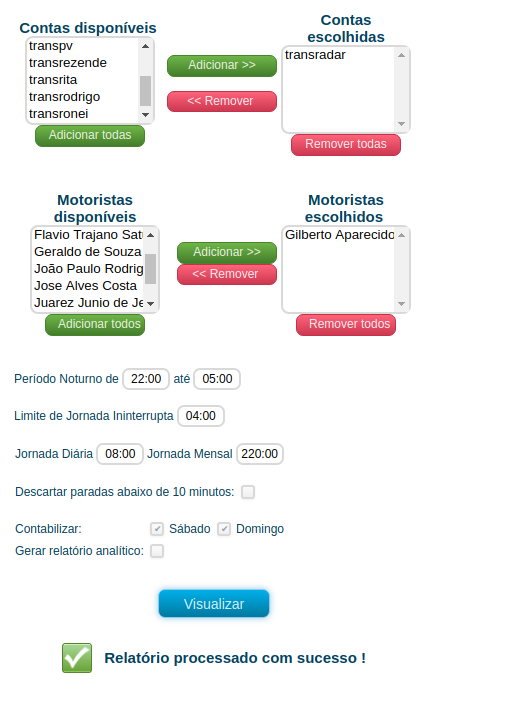 Contas disponíveis
transpv
transrezende
transrita
transrodrigo
transronei
Adicionar todas
Adicionar >>
<< Remover
Contas
escolhidas
transradar
Remover todas
Motoristas
disponíveis
Flavio Trajano Satu
Geraldo de Souza
João Paulo Rodrig
Jose Alves Costa
Juarez Junio de Je
Adicionar todos
Adicionar >>
<< Remover
Motoristas
escolhidos
Gilberto Aparecido
Remover todos
Período Noturno de 22:00 até 05:00
Limite de Jornada Ininterrupta 04:00
Jornada Diária 08:00 Jornada Mensal 220:00
Descartar paradas abaixo de 10 minutos:
Contabilizar: Sábado Domingo
Gerar relatório analítico:
Visualizar
Relatório processado com sucesso !